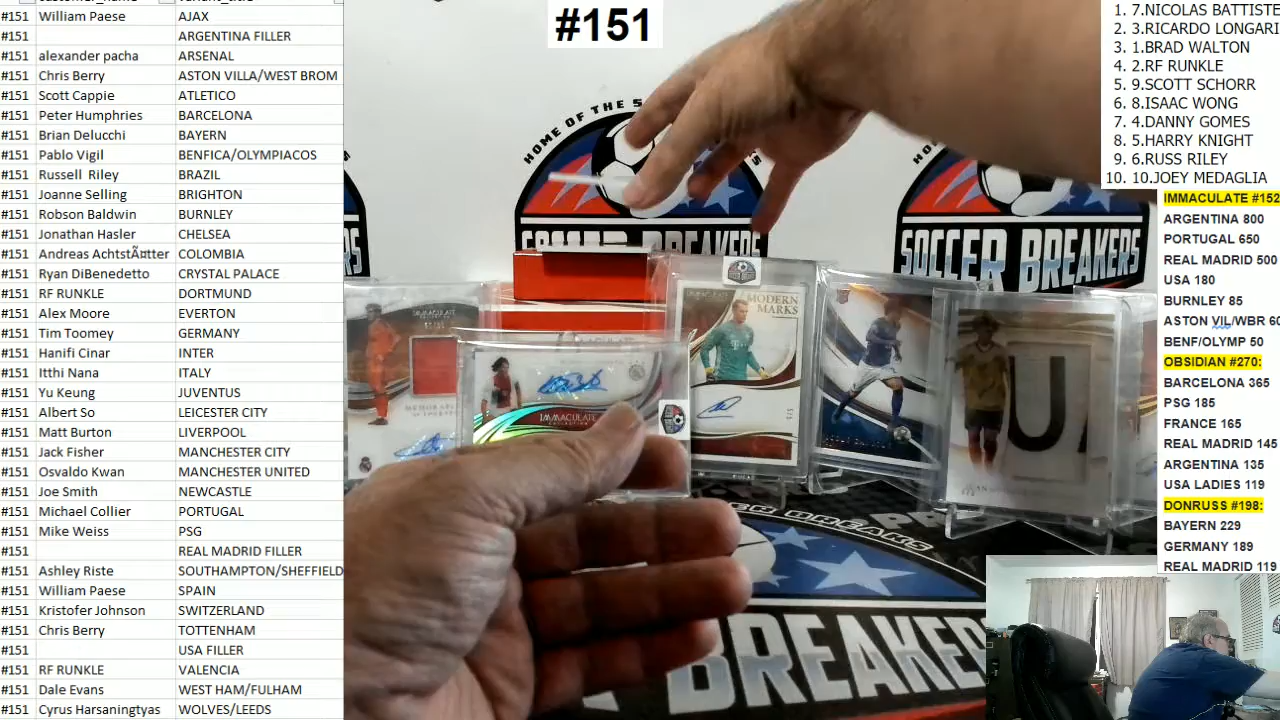 #151 William Paese AJAX
#151 ARGENTINA FILLER
#151 alexander pacha ARSENAL
#151 Chris Berry ASTON VILLA/WEST BROM
#151 Scott Cappie ATLETICO
#151 Peter Humphries BARCELONA
#151 Brian Delucchi BAYERN
#151 Pablo Vigil BENFICA/OLYMPIACOS
#151 Russell Riley BRAZIL
#151 Joanne Selling BRIGHTON
#151 Robson Baldwin BURNLEY
#151 Jonathan Hasler CHELSEA
#151 Andreas AchtstÃ¤tter COLOMBIA
#151 Ryan DiBenedetto CRYSTAL PALACE
#151 RF RUNKLE DORTMUND
#151 Alex Moore EVERTON
#151 Tim Toomey GERMANY
#151 Hanifi Cinar INTER
#151 Itthi Nana ITALY
#151 Yu Keung JUVENTUS
#151 Albert So LEICESTER CITY
#151 Matt Burton LIVERPOOL
#151 Jack Fisher MANCHESTER CITY
#151 Osvaldo Kwan MANCHESTER UNITED
#151 Joe Smith NEWCASTLE
#151 Michael Collier PORTUGAL
#151 Mike Weiss PSG
#151 REAL MADRID FILLER
#151 Ashley Riste SOUTHAMPTON/SHEFFIELD
#151 William Paese SPAIN
#151 Kristofer Johnson SWITZERLAND
#151 Chris Berry TOTTENHAM
#151 USA FILLER
#151 RF RUNKLE VALENCIA
#151 Dale Evans WEST HAM/FULHAM
#151 Cyrus Harsaningtyas WOLVES/LEEDS
#151
HOME OF THE S
SOCCER BREAKERS
SOCCER BREAKERS
MODERN
MARKS
IMMACULATE
COLLECTION
BREAKERS
1. 7.NICOLAS BATTISTE
2. 3.RICARDO LONGARI
3. 1.BRAD WALTON
4. 2.RF RUNKLE
5. 9.SCOTT SCHORR
6. 8.ISAAC WONG
7. 4.DANNY GOMES
8. 5.HARRY KNIGHT
9. 6.RUSS RILEY
10. 10.JOEY MEDAGLIA
IMMACULATE #152
ARGENTINA 800
PORTUGAL 650
REAL MADRID 500
USA 180
BURNLEY 85
ASTON VIL/WBR 60
BENF/OLYMP 50
OBSIDIAN #270:
BARCELONA 365
PSG 185
FRANCE 165
REAL MADRID 145
ARGENTINA 135
USA LADIES 119
DONRUSS #198:
BAYERN 229
GERMANY 189
REAL MADRID 119